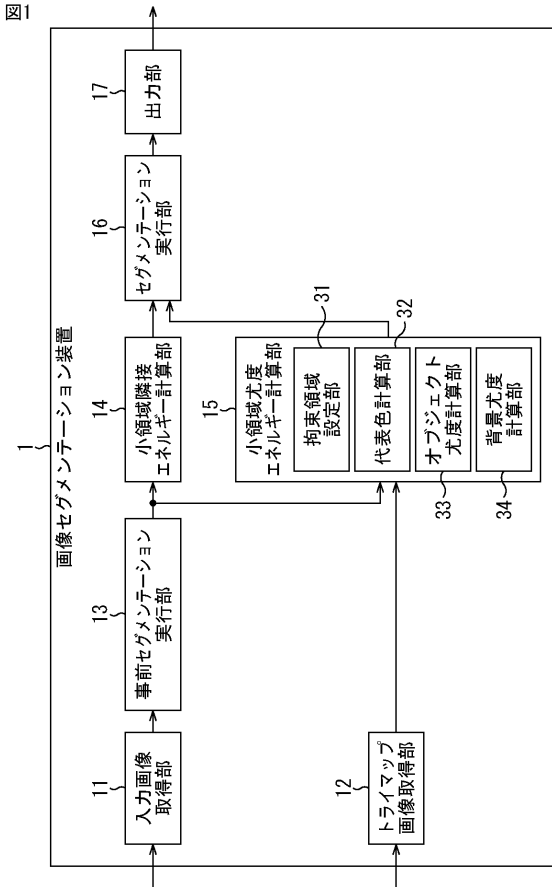 図1
1
画像セグメンテーション装置
11
入力画像
取得部
13
事前セグメンテーション
実行部
14
小領域隣接
エネルギー計算部
16
セグメンテーション
実行部
17
出力部
12
トライマップ
画像取得部
15
小領域尤度
エネルギー計算部
拘束領域
設定部
31
代表色計算部
32
オブジェクト
尤度計算部
33
背景尤度
計算部
34